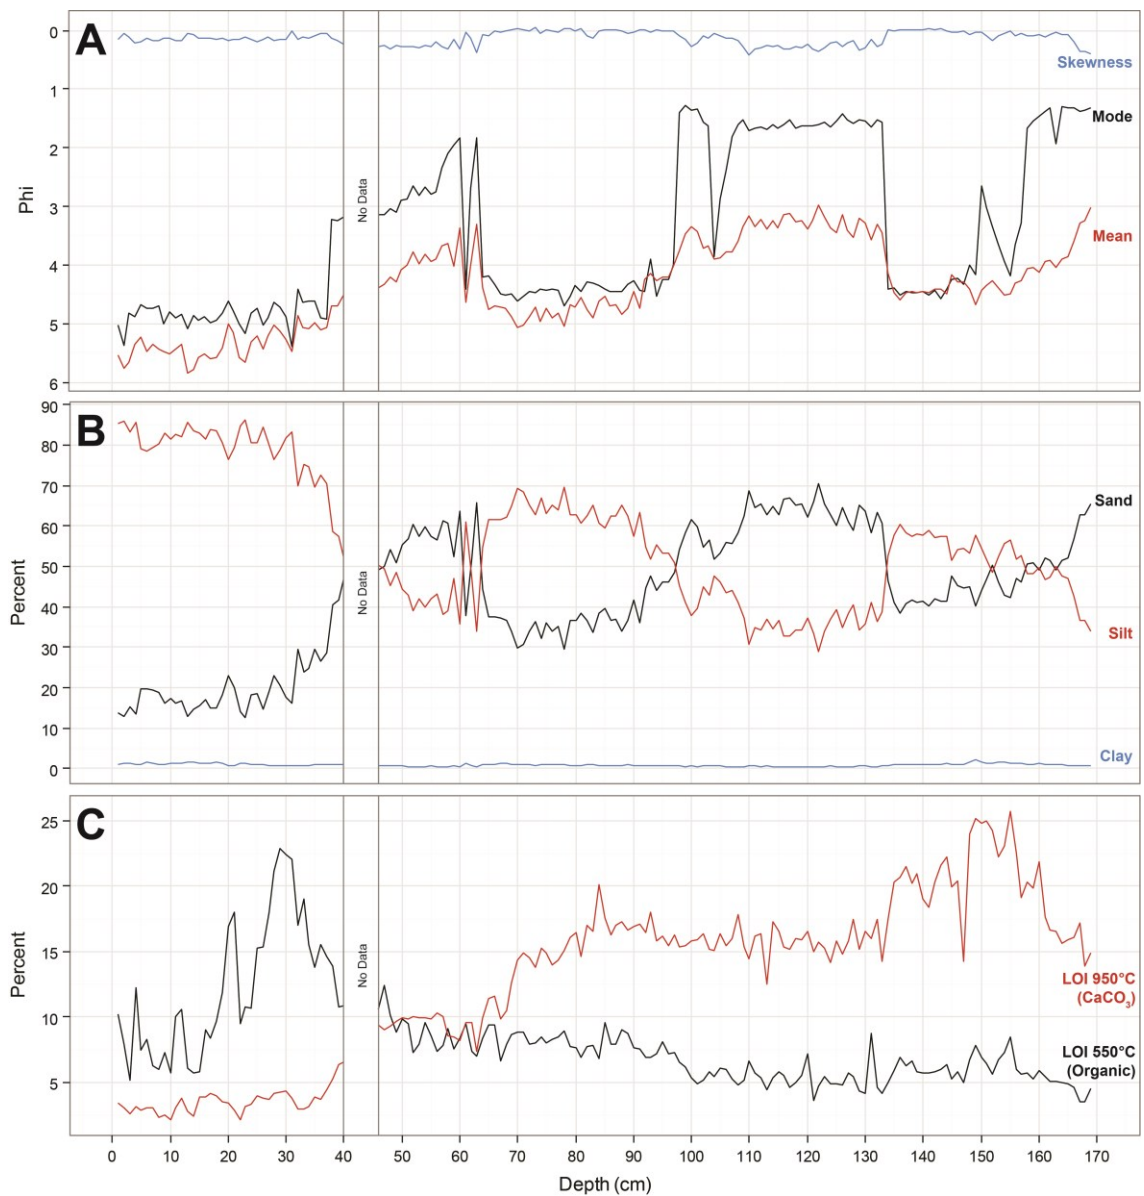 A
0
1
2
3
4
5
6
Phi
No Data
Skewness
Mode
Mean
B
90
80
70
60
50
40
30
20
10
0
Percent
No Data
Sand
Silt
Clay
C
25
20
15
10
5
Percent
No Data
LOI 950°C
(CaCO₃)
LOI 550°C
(Organic)
0 10 20 30 40 50 60 70 80 90 100 110 120 130 140 150 160 170
Depth (cm)